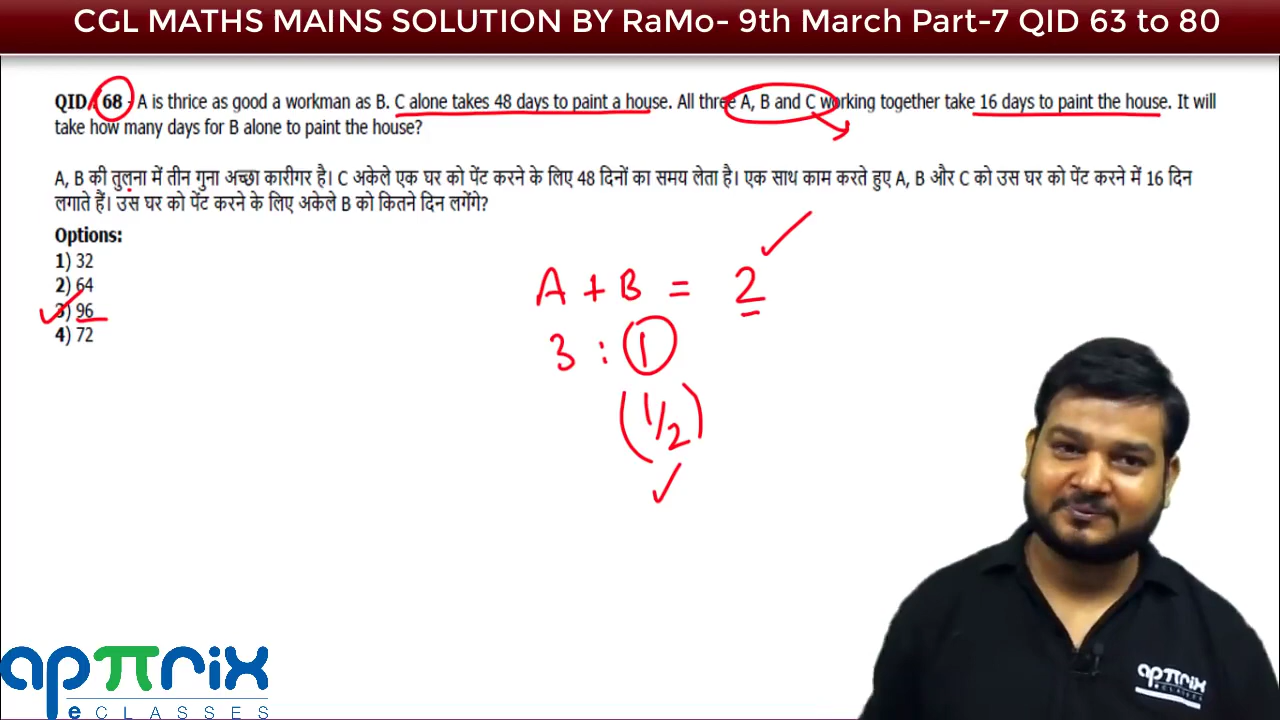 CGL MATHS MAINS SOLUTION BY RaMo- 9th March Part-7 QID 63 to 80
QID : 68 - A is thrice as good a workman as B. C alone takes 48 days to paint a house. All three A, B and C working together take 16 days to paint the house. It will
take how many days for B alone to paint the house?
A, B की तुलना में तीन गुना अच्छा कारीगर है। C अकेले एक घर को पेंट करने के लिए 48 दिनों का समय लेता है। एक साथ काम करते हुए A, B और C को उस घर को पेंट करने में 16 दिन
लगाते हैं। उस घर को पेंट करने के लिए अकेले B को कितने दिन लगेंगे?
Options:
1) 32
2) 64
3) 96
4) 72
A + B = 2
3 : 1
(1/2)
apπrix
eCLASSES
apπrix
CLASSES